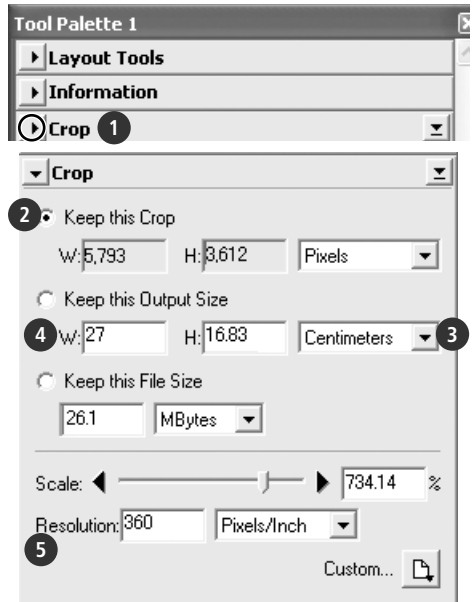 Tool Palette 1
Layout Tools
Information
Crop 1
Crop
2 Keep this Crop
W: 5,793 H: 3,612 Pixels
Keep this Output Size
4 W: 27 H: 16.83 Centimeters 3
Keep this File Size
26.1 MBytes
Scale: 734.14 %
Resolution: 360 Pixels/Inch
5
Custom...